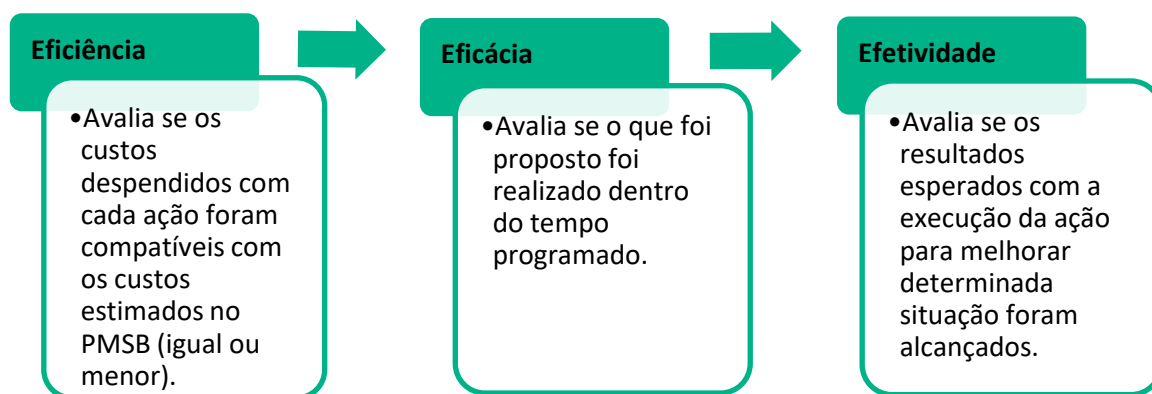 Eficiência
•Avalia se os
custos
despendidos com
cada ação foram
compatíveis com
os custos
estimados no
PMSB (igual ou
menor).
Eficácia
•Avalia se o que foi
proposto foi
realizado dentro
do tempo
programado.
Efetividade
•Avalia se os
resultados
esperados com a
execução da ação
para melhorar
determinada
situação foram
alcançados.